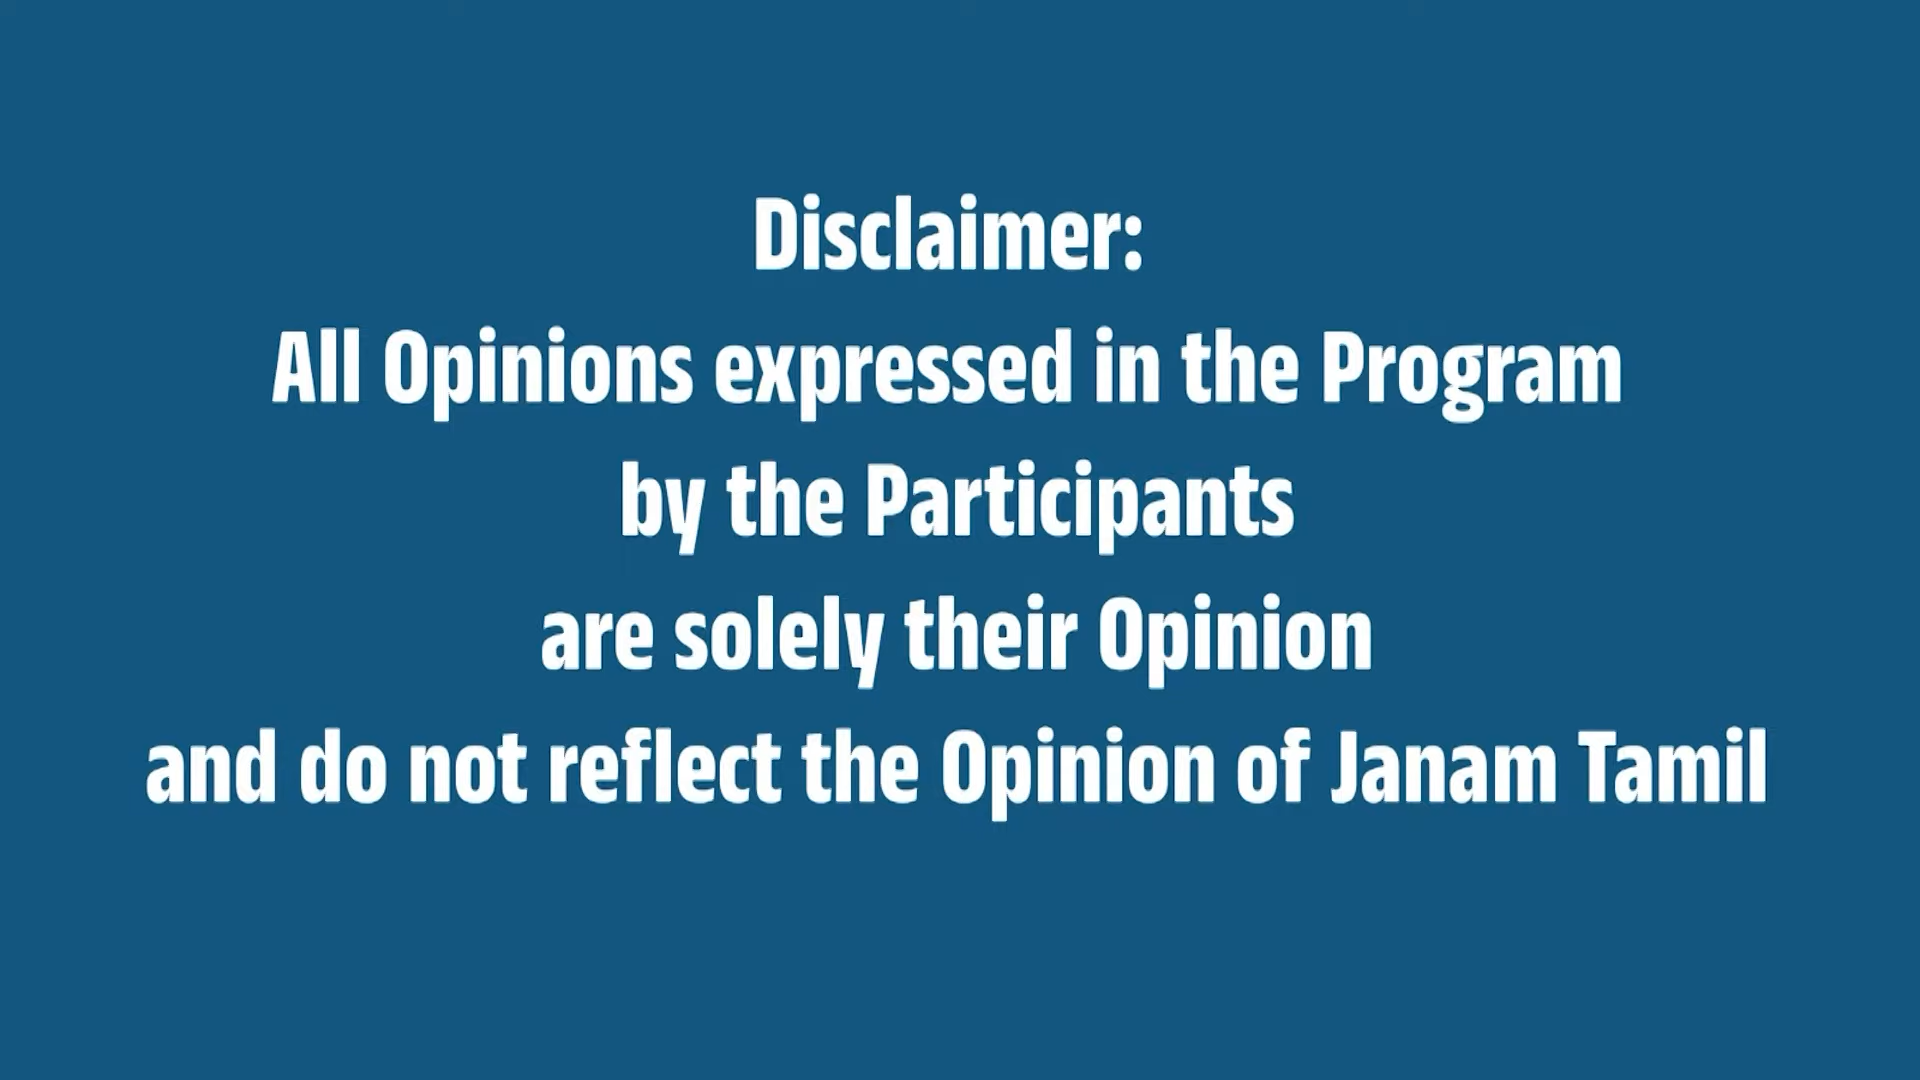 Disclaimer:
All Opinions expressed in the Program
by the Participants
are solely their Opinion
and do not reflect the Opinion of Janam Tamil